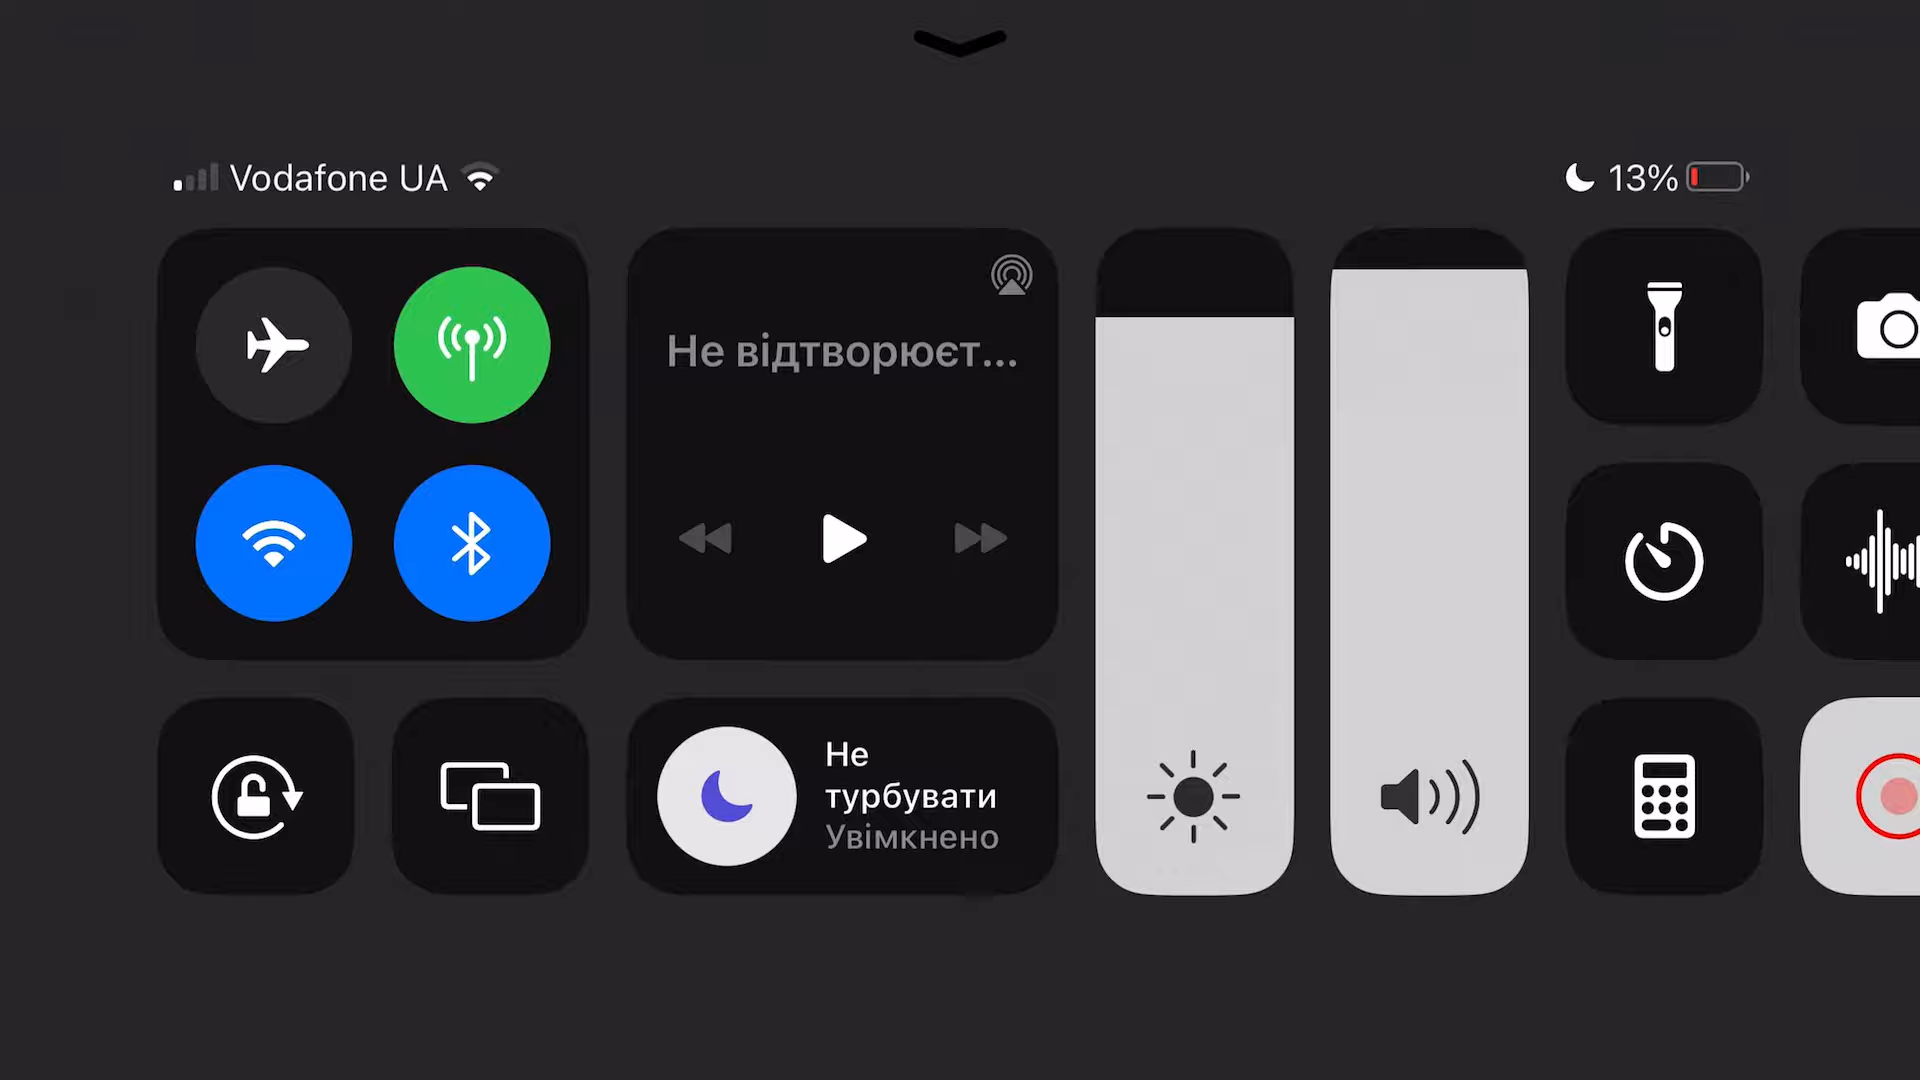 Vodafone UA
13%
Не відтворюєт...
Не
турбувати
Увімкнено